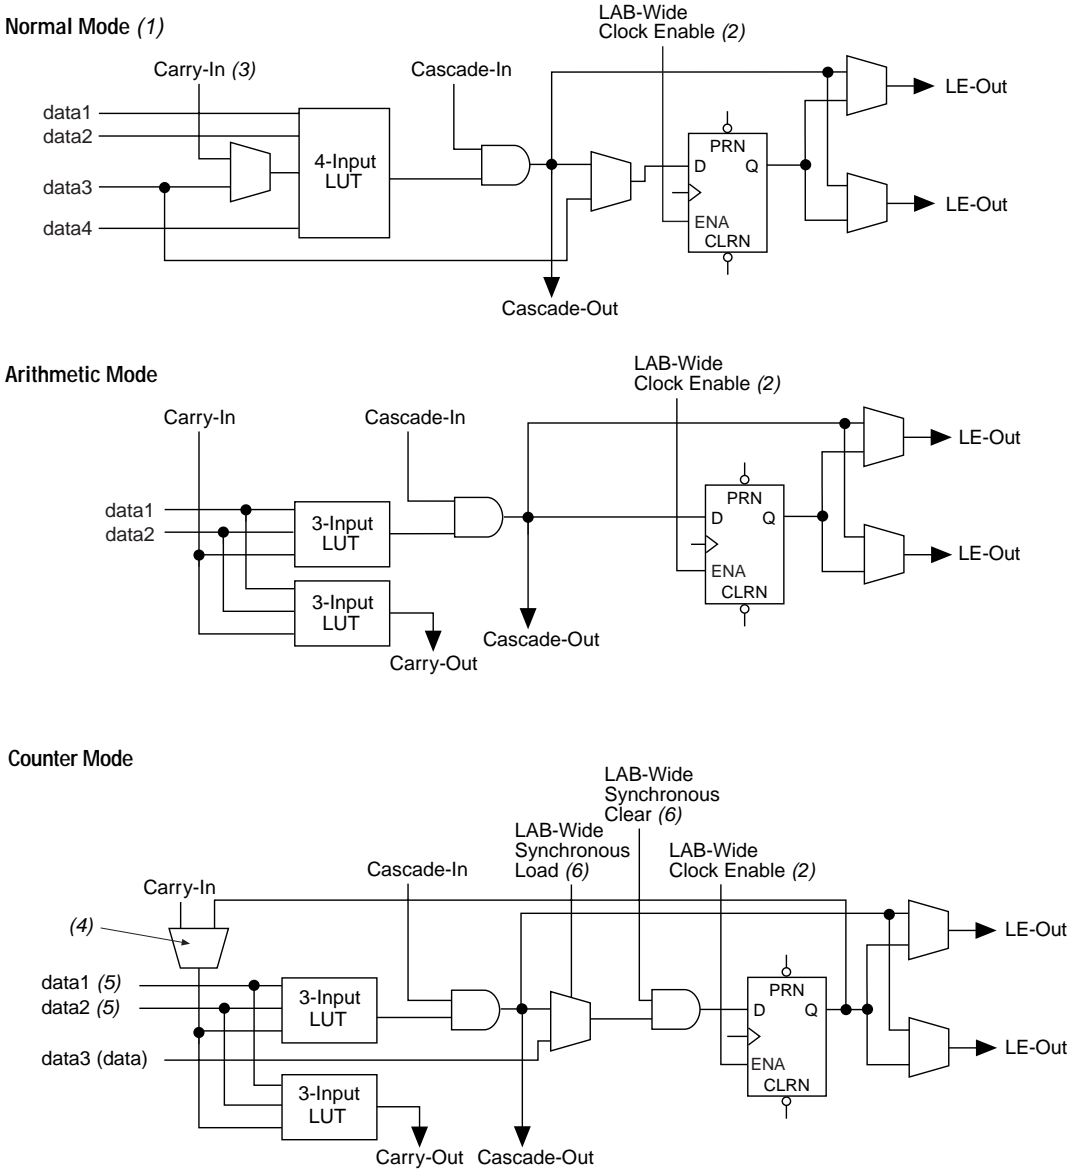 Normal Mode (1)
LAB-Wide
Clock Enable (2)
Carry-In (3)
Cascade-In
LE-Out
data1
data2
4-Input
LUT
PRN
D
Q
data3
LE-Out
data4
ENA
CLRN
Cascade-Out
Arithmetic Mode
LAB-Wide
Clock Enable (2)
Carry-In
Cascade-In
LE-Out
data1
data2
3-Input
LUT
PRN
D
Q
LE-Out
ENA
CLRN
3-Input
LUT
Cascade-Out
Carry-Out
Counter Mode
LAB-Wide
Synchronous
Clear (6)
LAB-Wide
Synchronous
Load (6)
LAB-Wide
Clock Enable (2)
Cascade-In
Carry-In
(4)
LE-Out
data1 (5)
data2 (5)
3-Input
LUT
PRN
D
Q
data3 (data)
LE-Out
ENA
CLRN
3-Input
LUT
Carry-Out
Cascade-Out